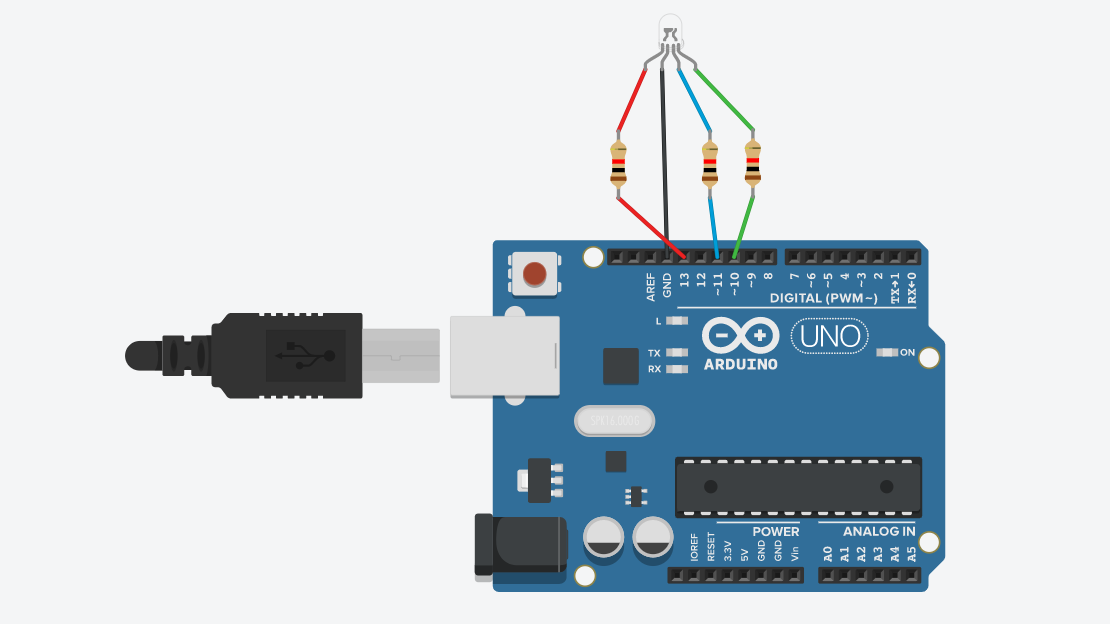 AREF
GND
13
12
~11
~10
~9
8
7
~6
~5
4
~3
2
TX→1
RX←0
DIGITAL (PWM~)
L
TX
RX
ARDUINO
UNO
ON
SPK16.000G
POWER
ANALOG IN
IOREF
RESET
3.3V
5V
GND
GND
Vin
A0
A1
A2
A3
A4
A5